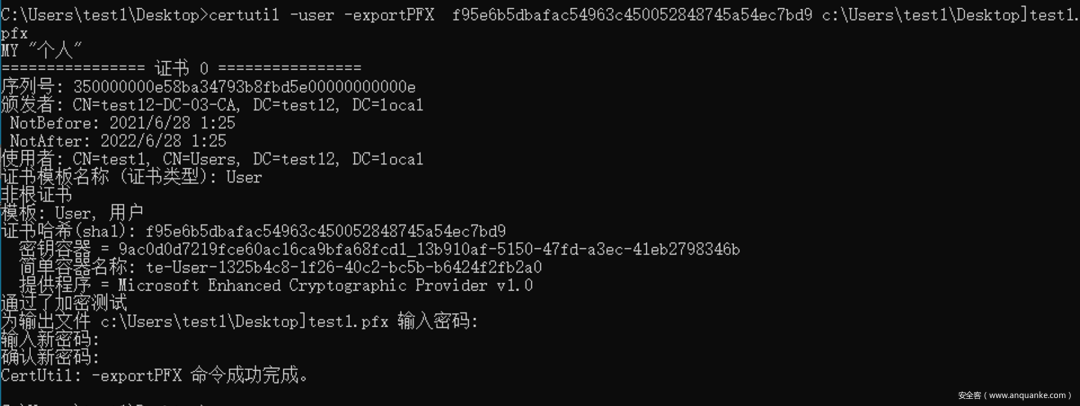 C:\Users\test1\Desktop>certutil -user -exportPFX  f95e6b5dbafac54963c450052848745a54ec7bd9 c:\Users\test1\Desktop]test1.
pfx
MY "个人"
================ 证书 0 ================
序列号: 350000000e58ba34793b8fbd5e00000000000e
颁发者: CN=test12-DC-03-CA, DC=test12, DC=local
 NotBefore: 2021/6/28 1:25
 NotAfter: 2022/6/28 1:25
使用者: CN=test1, CN=Users, DC=test12, DC=local
证书模板名称 (证书类型): User
非根证书
模板: User, 用户
证书哈希(sha1): f95e6b5dbafac54963c450052848745a54ec7bd9
  密钥容器 = 9ac0d0d7219fce60ac16ca9bfa68fcd1_13b910af-5150-47fd-a3ec-41eb2798346b
  简单容器名称: te-User-1325b4c8-1f26-40c2-bc5b-b6424f2fb2a0
  提供程序 = Microsoft Enhanced Cryptographic Provider v1.0
通过了加密测试
为输出文件 c:\Users\test1\Desktop]test1.pfx 输入密码:
输入新密码:
确认新密码:
CertUtil: -exportPFX 命令成功完成。
安全客（www.anquanke.com）